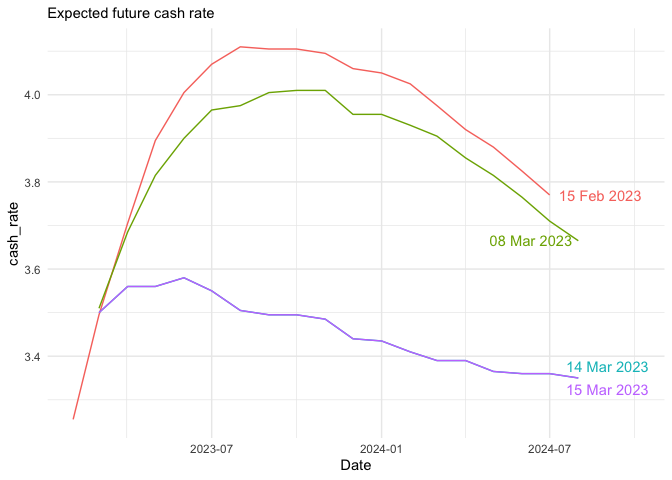 Expected future cash rate
cash_rate
4.0
3.8
3.6
3.4
15 Feb 2023
08 Mar 2023
14 Mar 2023
15 Mar 2023
2023-07
2024-01
2024-07
Date